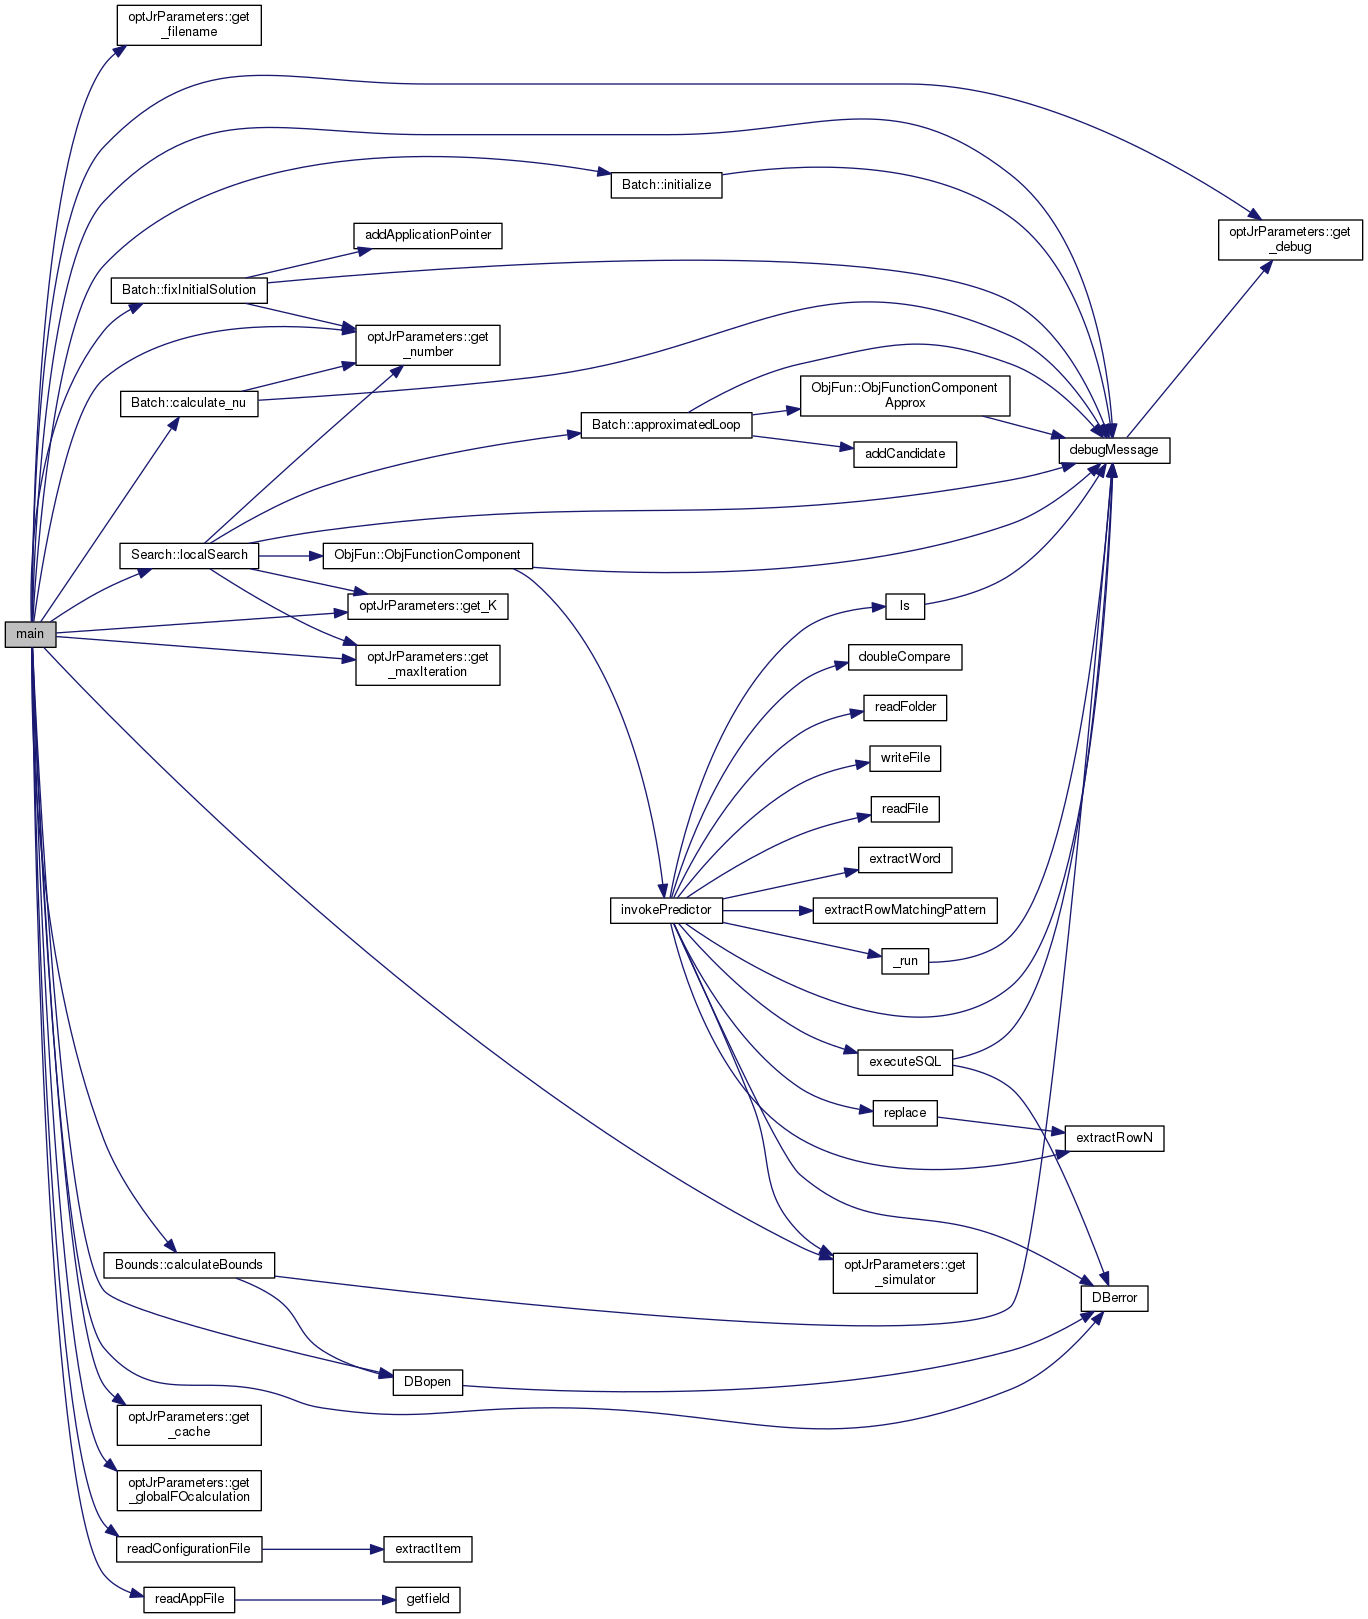 optJrParameters::get
_filename
Batch::initialize
addApplicationPointer
optJrParameters::get
_debug
Batch::fixInitialSolution
optJrParameters::get
_number
ObjFun::ObjFunctionComponent
Approx
Batch::calculate_nu
Batch::approximatedLoop
debugMessage
addCandidate
Search::localSearch
ObjFun::ObjFunctionComponent
optJrParameters::get_K
ls
main
optJrParameters::get
_maxIteration
doubleCompare
readFolder
writeFile
readFile
extractWord
invokePredictor
extractRowMatchingPattern
_run
executeSQL
replace
extractRowN
Bounds::calculateBounds
optJrParameters::get
_simulator
DBerror
DBopen
optJrParameters::get
_cache
optJrParameters::get
_globalFOcalculation
readConfigurationFile
extractItem
readAppFile
getfield